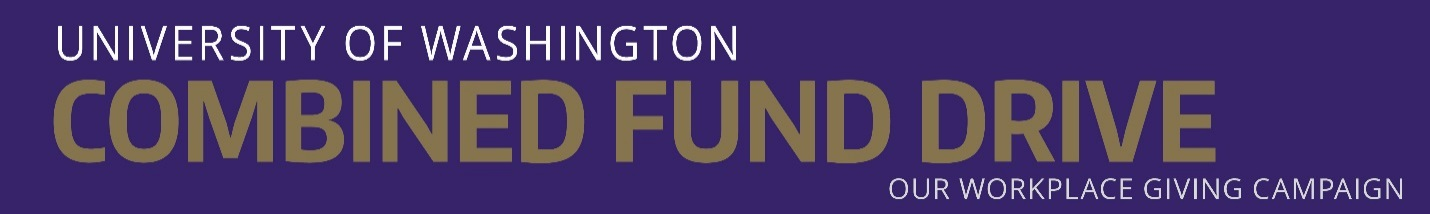 UNIVERSITY OF WASHINGTON
COMBINED FUND DRIVE
OUR WORKPLACE GIVING CAMPAIGN